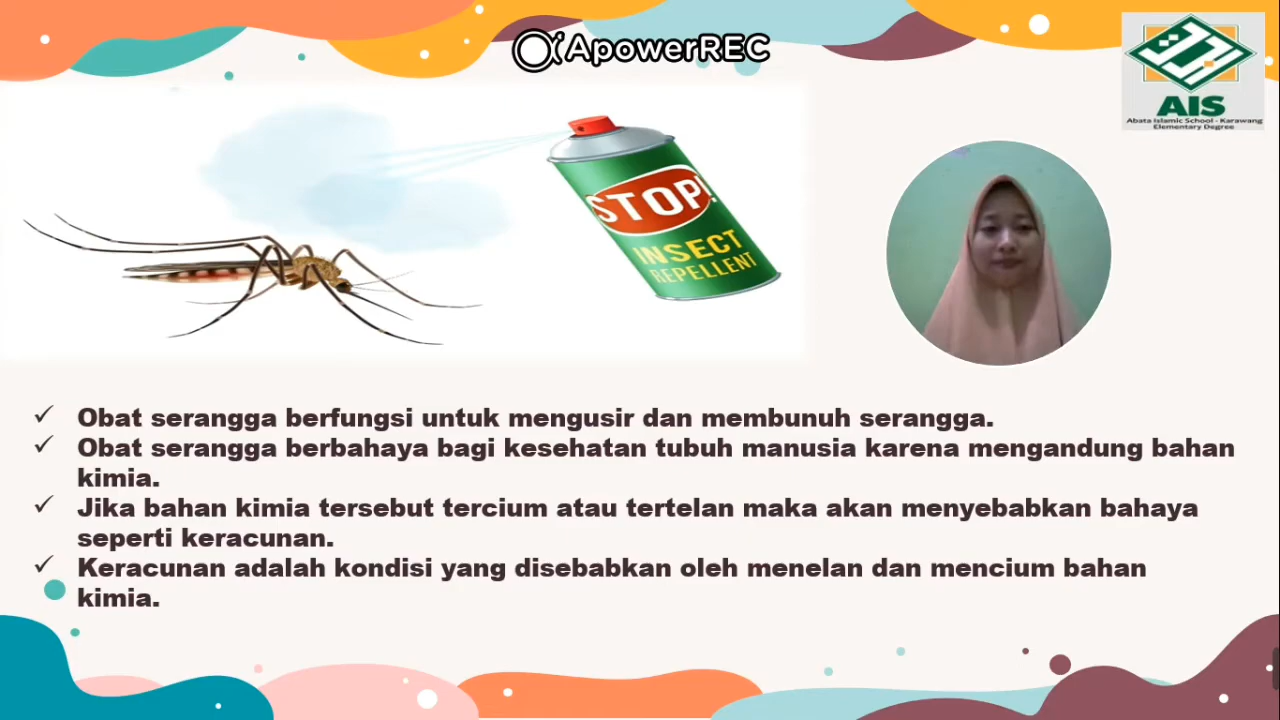 ApowerREC
AIS
Abata Islamic School - Karawang
Elementary Degree
STOP!
INSECT
REPELLENT
✓ Obat serangga berfungsi untuk mengusir dan membunuh serangga.
✓ Obat serangga berbahaya bagi kesehatan tubuh manusia karena mengandung bahan
kimia.
✓ Jika bahan kimia tersebut tercium atau tertelan maka akan menyebabkan bahaya
seperti keracunan.
✓ Keracunan adalah kondisi yang disebabkan oleh menelan dan mencium bahan
kimia.